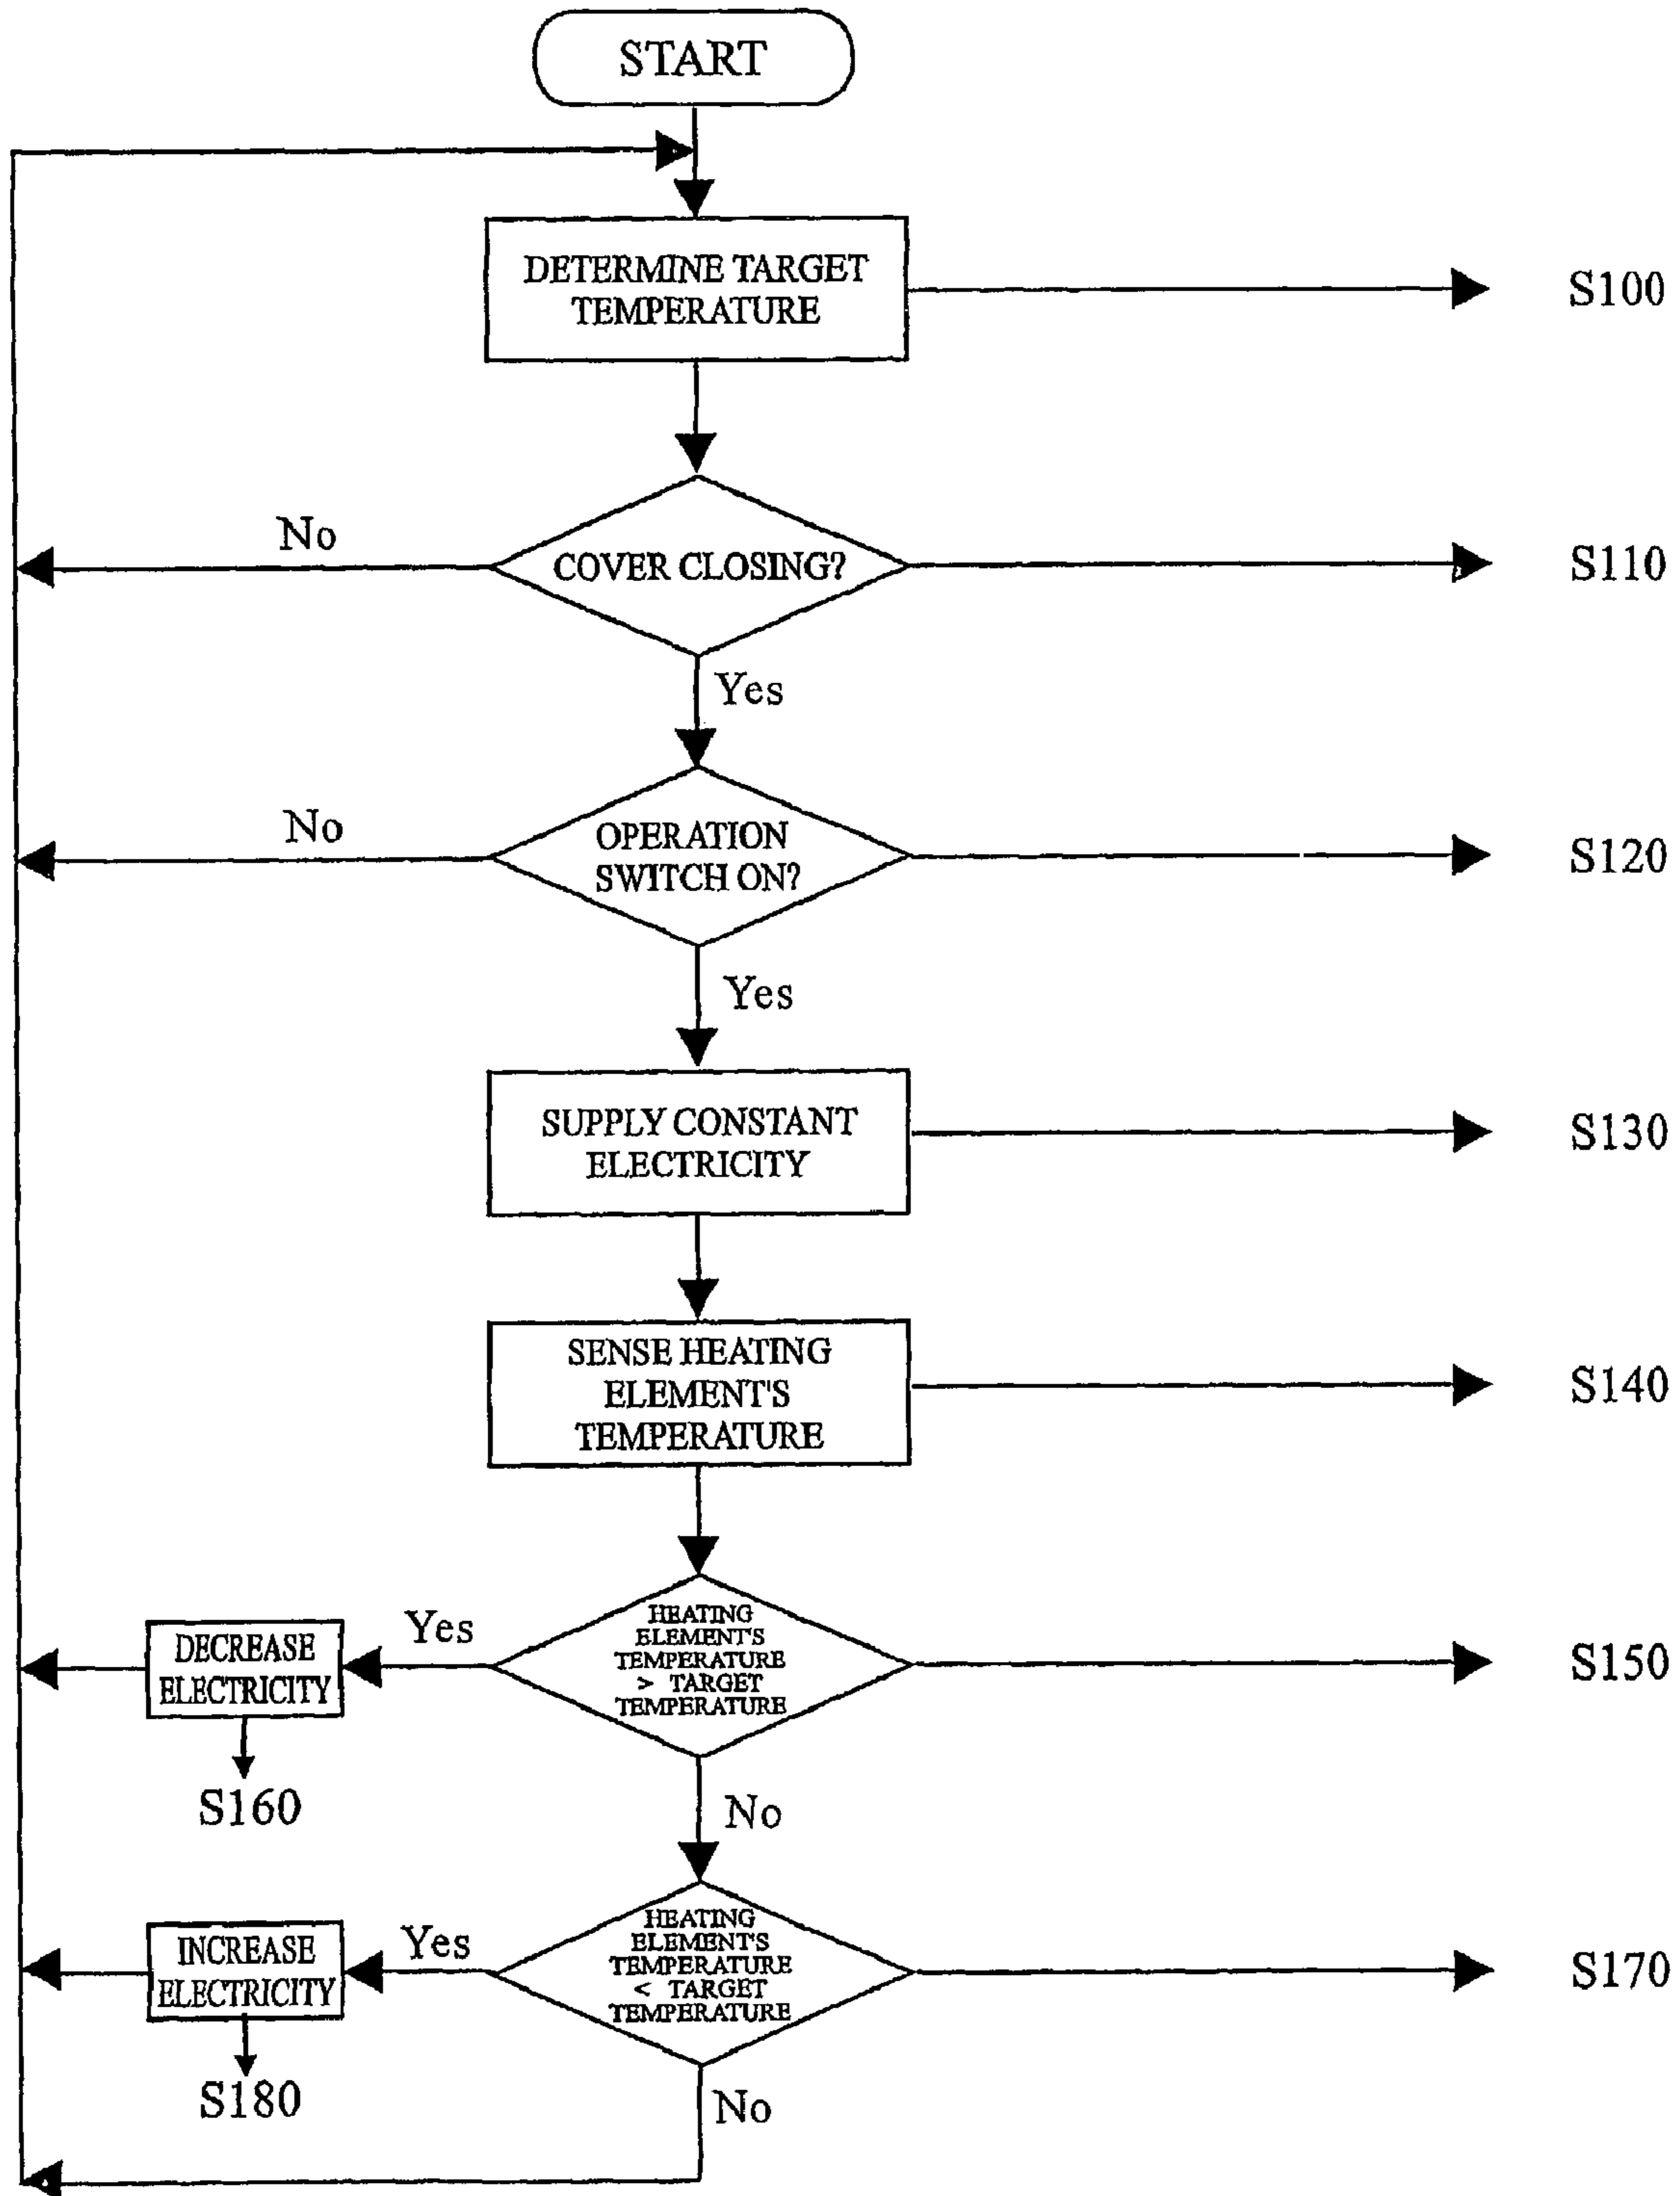 START
DETERMINE TARGET
TEMPERATURE
S100
No
COVER CLOSING?
S110
Yes
No
OPERATION
SWITCH ON?
S120
Yes
SUPPLY CONSTANT
ELECTRICITY
S130
SENSE HEATING
ELEMENT'S
TEMPERATURE
S140
DECREASE
ELECTRICITY
Yes
HEATING
ELEMENT'S
TEMPERATURE
> TARGET
TEMPERATURE
S150
S160
No
INCREASE
ELECTRICITY
Yes
HEATING
ELEMENT'S
TEMPERATURE
< TARGET
TEMPERATURE
S170
S180
No